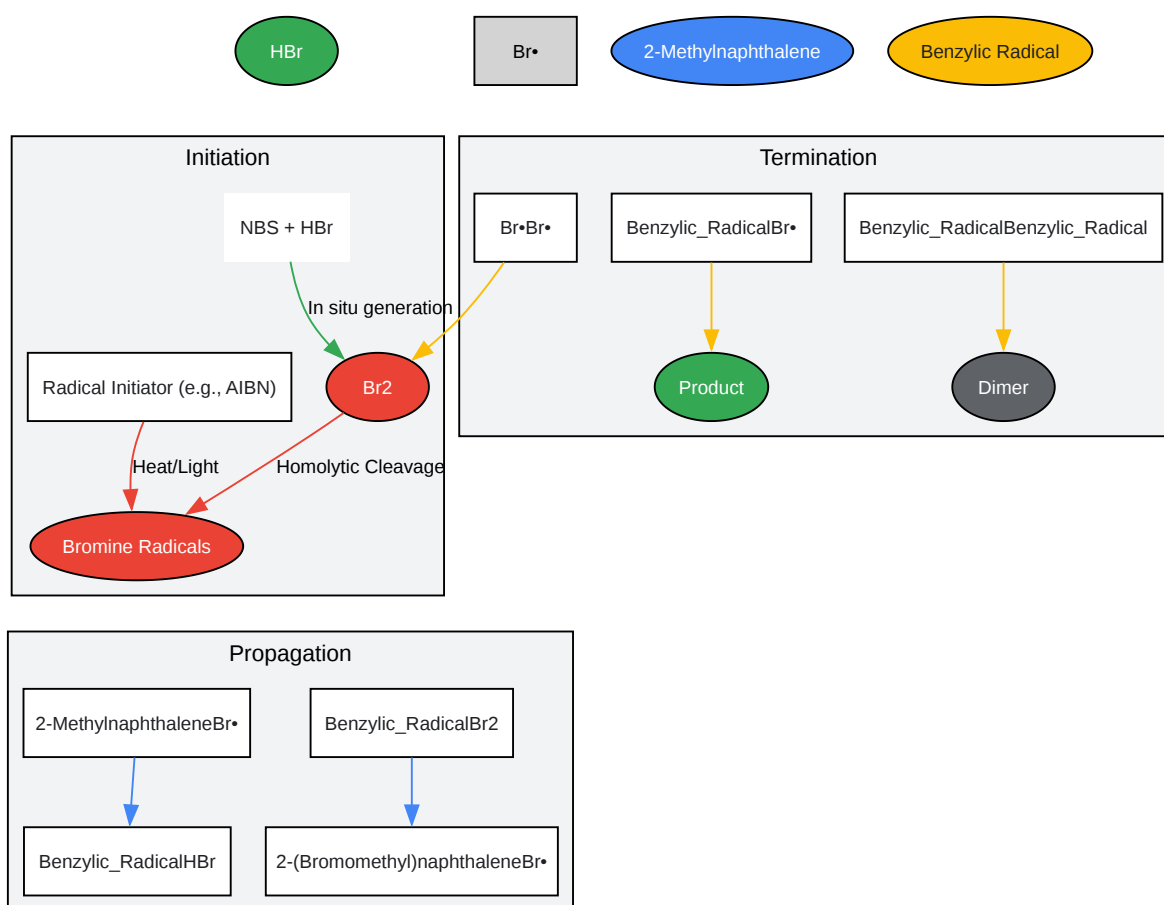 HBr
Br•
2-Methylnaphthalene
Benzylic Radical
Initiation
NBS + HBr
In situ generation
Radical Initiator (e.g., AIBN)
Br2
Heat/Light
Homolytic Cleavage
Bromine Radicals
Termination
Br•Br•
Benzylic_RadicalBr•
Benzylic_RadicalBenzylic_Radical
Product
Dimer
Propagation
2-MethylnaphthaleneBr•
Benzylic_RadicalBr2
Benzylic_RadicalHBr
2-(Bromomethyl)naphthaleneBr•